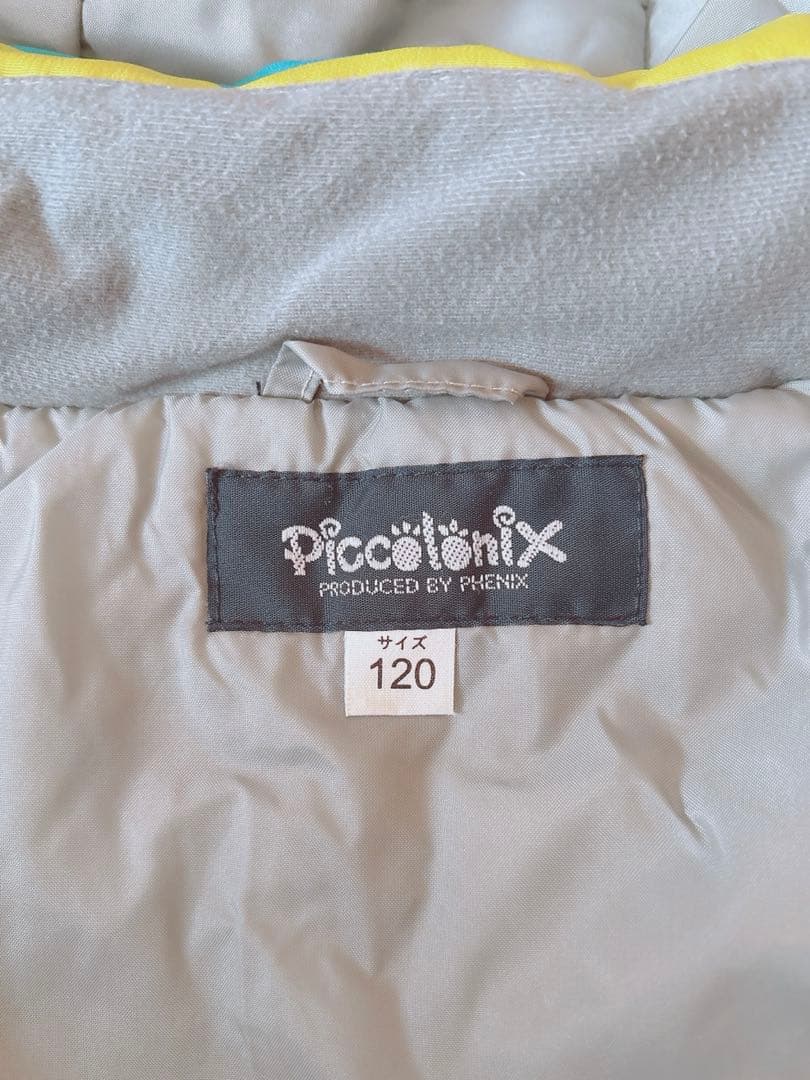 Piccolonix
PRODUCED BY PHENIX
サイズ
120